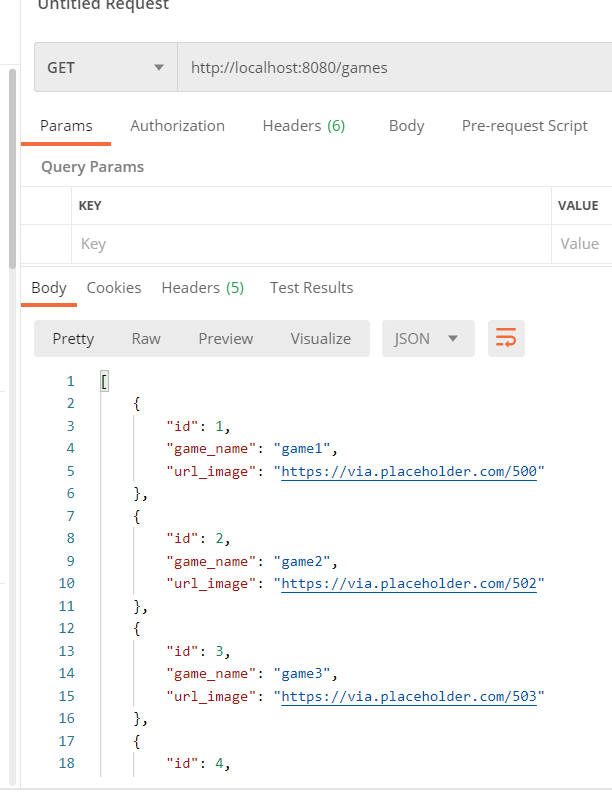 Untitled Request
GET http://localhost:8080/games
Params Authorization Headers (6) Body Pre-request Script
Query Params
KEY VALUE
Key Value
Body Cookies Headers (5) Test Results
Pretty Raw Preview Visualize JSON
1 [
2 {
3 "id": 1,
4 "game_name": "game1",
5 "url_image": "https://via.placeholder.com/500"
6 },
7 {
8 "id": 2,
9 "game_name": "game2",
10 "url_image": "https://via.placeholder.com/502"
11 },
12 {
13 "id": 3,
14 "game_name": "game3",
15 "url_image": "https://via.placeholder.com/503"
16 },
17 {
18 "id": 4,